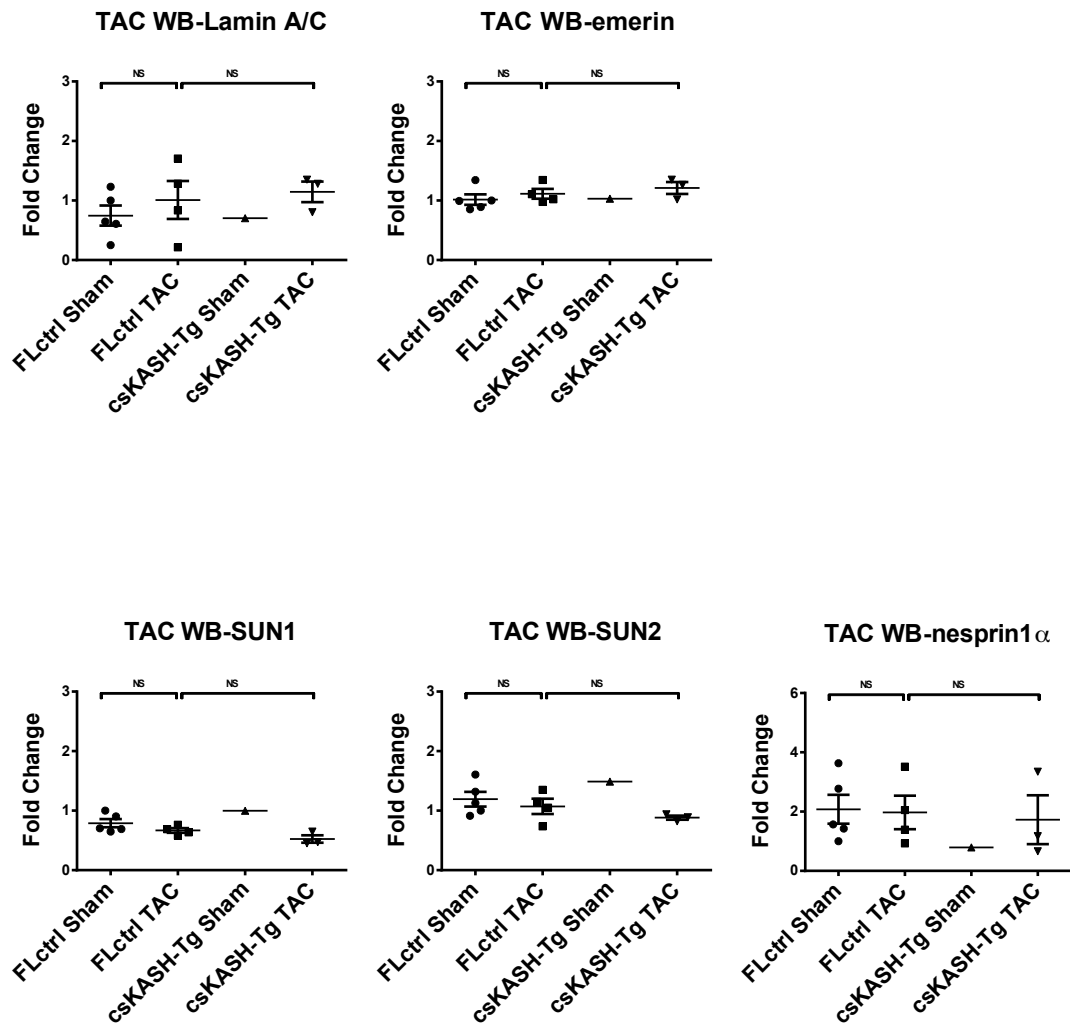 TAC WB-Lamin A/C
NS
NS
3
2
1
0
Fold Change
FLctrl Sham
FLctrl TAC
csKASH-Tg Sham
csKASH-Tg TAC
TAC WB-emerin
NS
NS
3
2
1
0
Fold Change
FLctrl Sham
FLctrl TAC
csKASH-Tg Sham
csKASH-Tg TAC
TAC WB-SUN1
NS
NS
3
2
1
0
Fold Change
FLctrl Sham
FLctrl TAC
csKASH-Tg Sham
csKASH-Tg TAC
TAC WB-SUN2
NS
NS
3
2
1
0
Fold Change
FLctrl Sham
FLctrl TAC
csKASH-Tg Sham
csKASH-Tg TAC
TAC WB-nesprin1α
NS
NS
6
4
2
0
Fold Change
FLctrl Sham
FLctrl TAC
csKASH-Tg Sham
csKASH-Tg TAC